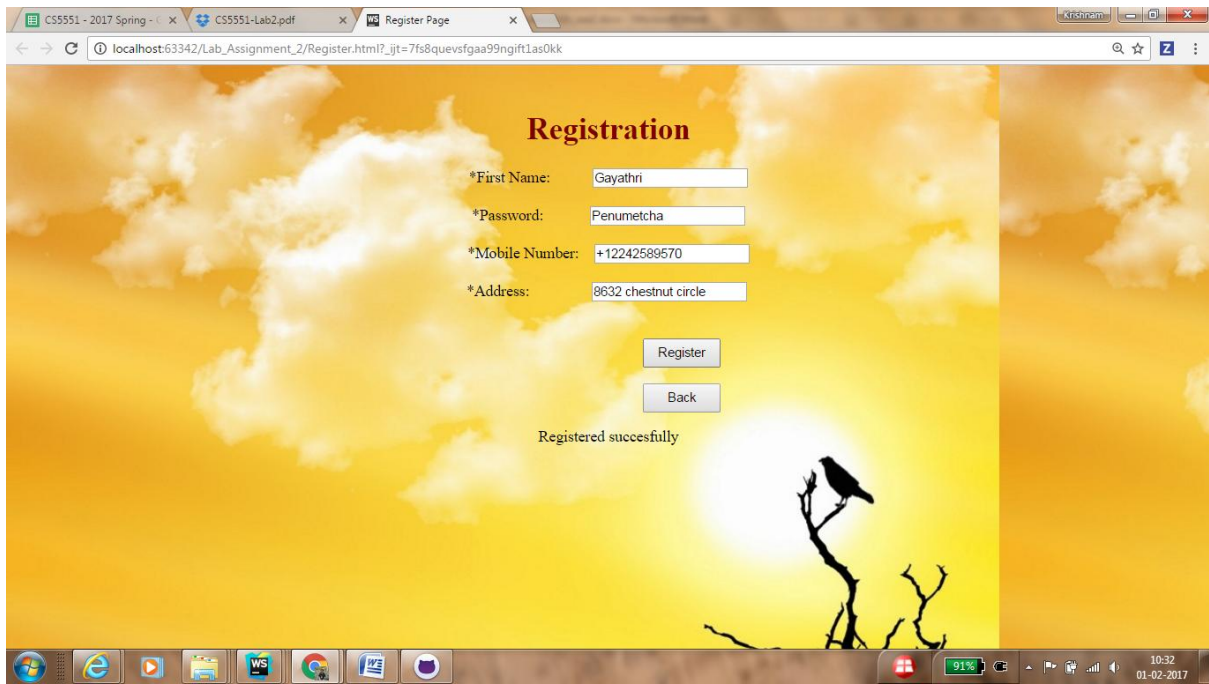 CS5551 - 2017 Spring -
CS5551-Lab2.pdf
WS Register Page
Krishnam
localhost:63342/Lab_Assignment_2/Register.html?_ijt=7fs8quevsfgaa99ngift1as0kk
Z
Registration
*First Name: Gayathri
*Password: Penumetcha
*Mobile Number: +12242589570
*Address: 8632 chestnut circle
Register
Back
Registered succesfully
WS
91%
10:32
01-02-2017